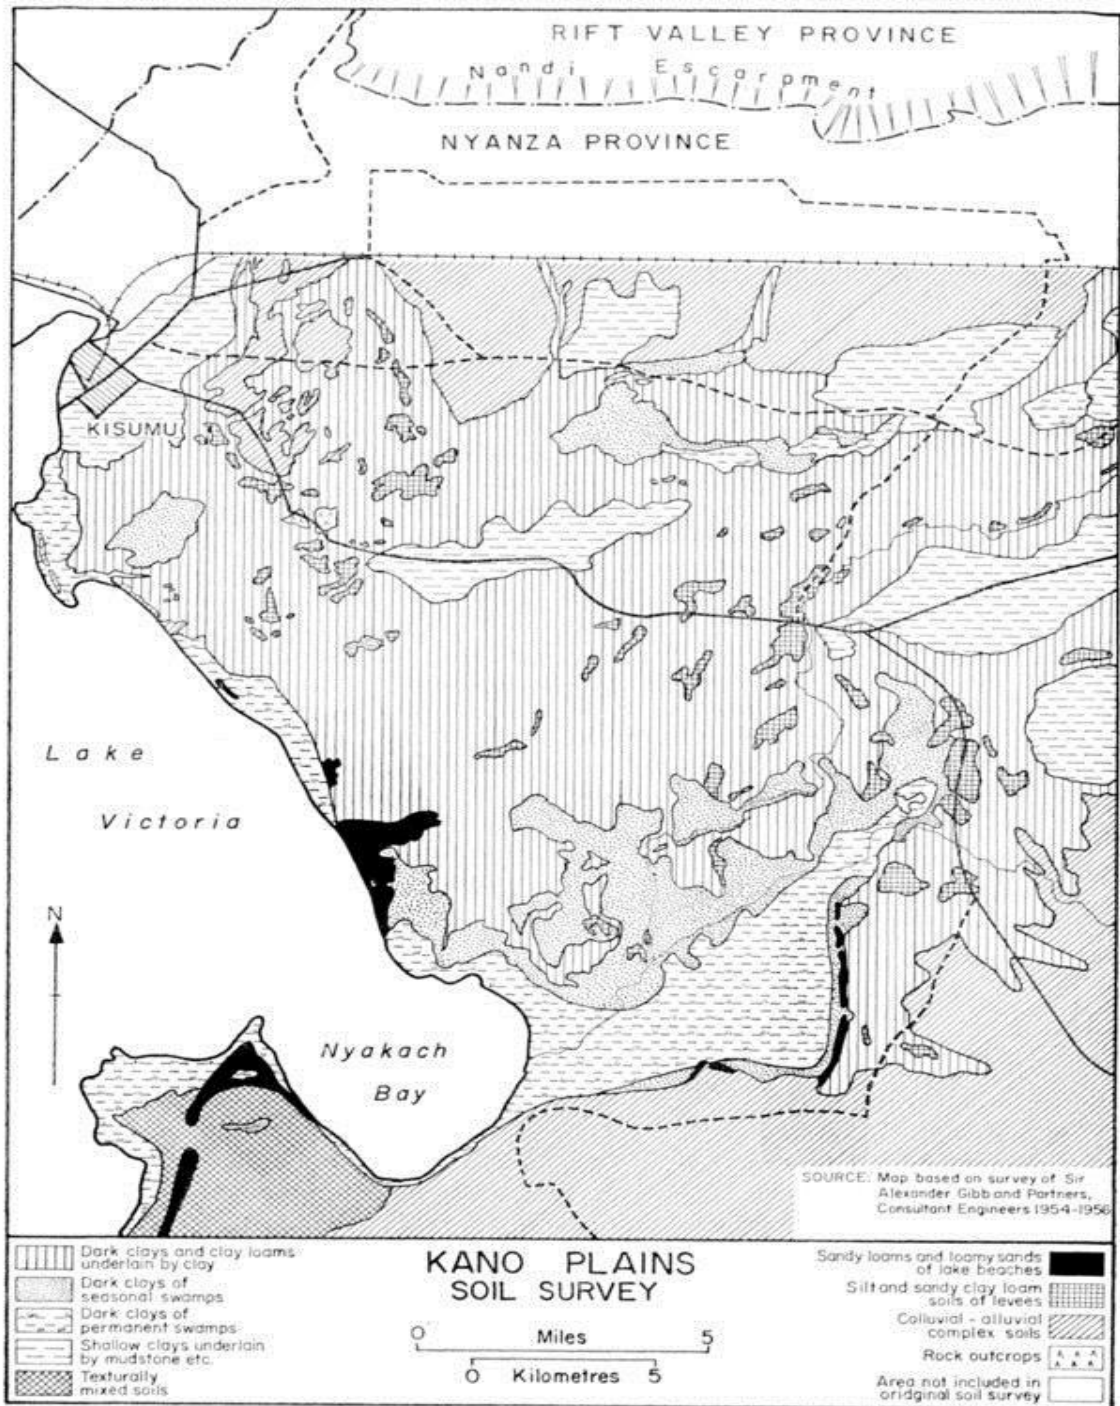 RIFT VALLEY PROVINCE
Nandi Escarpment
NYANZA PROVINCE
KISUMU
Lake
Victoria
N
Nyakach
Bay
SOURCE: Map based on survey of Sir
Alexander Gibb and Partners,
Consultant Engineers 1954-1956
Dark clays and clay loams
underlain by clay
Dark clays of
seasonal swamps
Dark clays of
permanent swamps
Shallow clays underlain
by mudstone etc.
Texturally
mixed soils
KANO PLAINS
SOIL SURVEY
0 Miles 5
0 Kilometres 5
Sandy loams and loamy sands
of lake beaches
Silt and sandy clay loam
soils of levees
Colluvial - alluvial
complex soils
Rock outcrops
Area not included in
oridginal soil survey